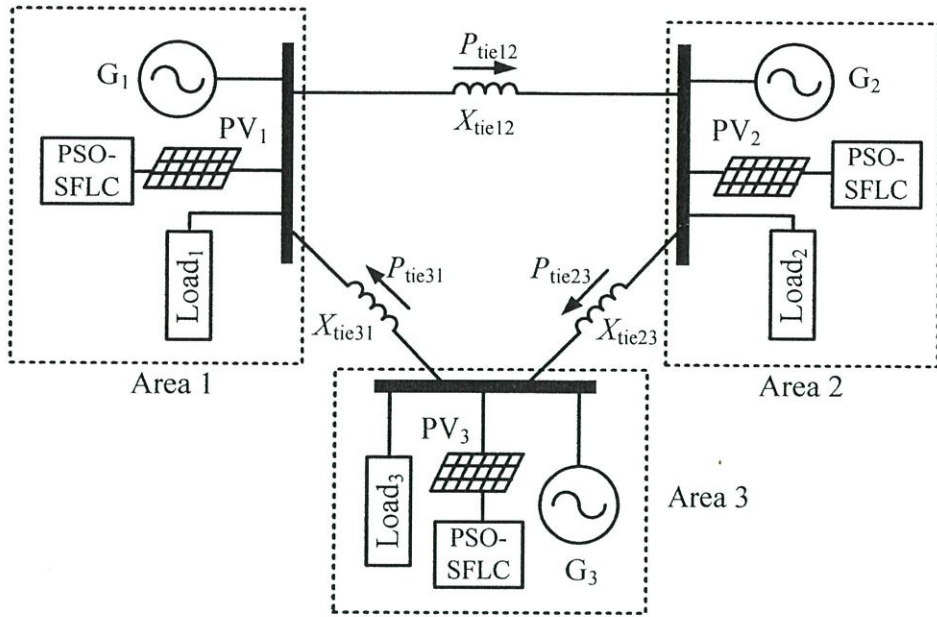 G₁
PV₁
PSO-
SFLC
Load₁
Area 1
P_tie12
X_tie12
G₂
PV₂
PSO-
SFLC
Load₂
Area 2
P_tie31
X_tie31
P_tie23
X_tie23
PV₃
Load₃
PSO-
SFLC
G₃
Area 3